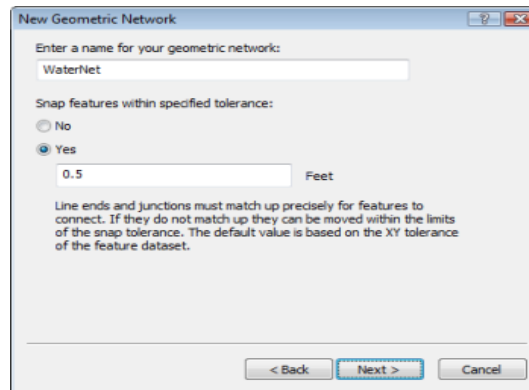 New Geometric Network
Enter a name for your geometric network:
WaterNet
Snap features within specified tolerance:
No
Yes
0.5 Feet
Line ends and junctions must match up precisely for features to
connect. If they do not match up they can be moved within the limits
of the snap tolerance. The default value is based on the XY tolerance
of the feature dataset.
< Back Next > Cancel